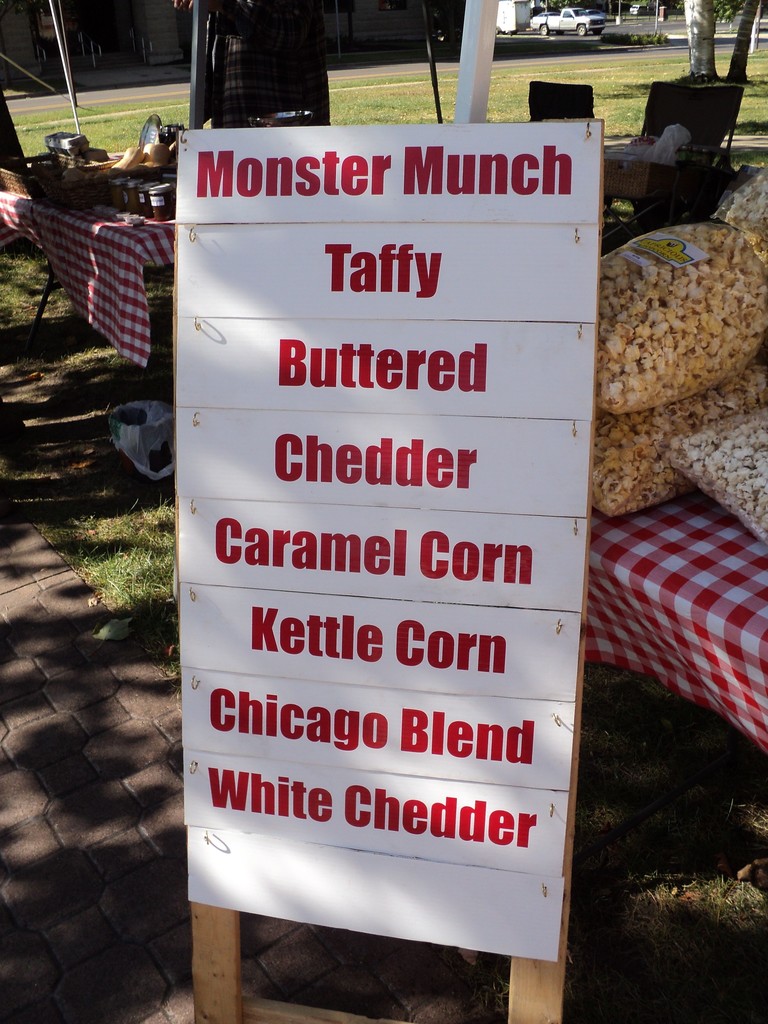 Monster Munch
Taffy
Buttered
Chedder
Caramel Corn
Kettle Corn
Chicago Blend
White Chedder